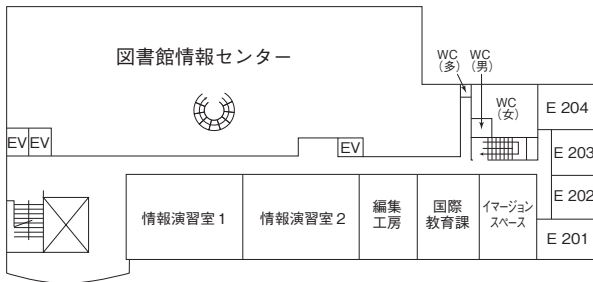 図書館情報センター
WC
(多)
WC
(男)
WC
(女)
E 204
EV
EV
EV
E 203
E 202
情報演習室1
情報演習室2
編集
工房
国際
教育課
イマージョン
スペース
E 201